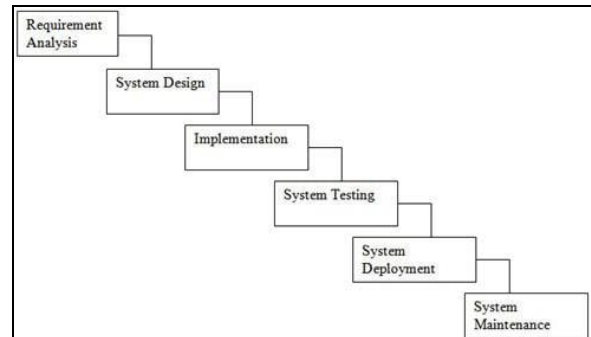 Requirement
Analysis
System Design
Implementation
System Testing
System
Deployment
System
Maintenance